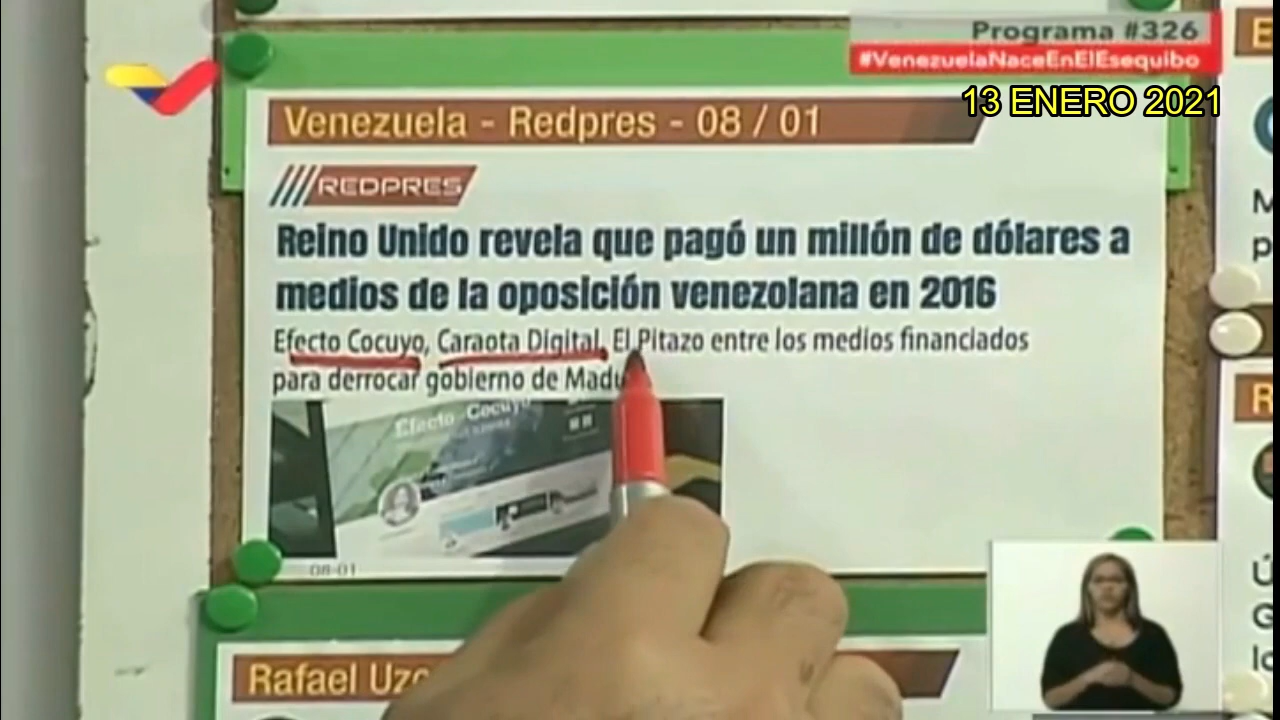 Programa #326
#VenezuelaNaceEnElEsequibo
13 ENERO 2021
Venezuela - Redpres - 08 / 01
REDPRES
Reino Unido revela que pagó un millón de dólares a
medios de la oposición venezolana en 2016
Efecto Cocuyo, Caraota Digital, El Pitazo entre los medios financiados
para derrocar gobierno de Madu
Efecto Cocuyo
08-01
Rafael Uzc